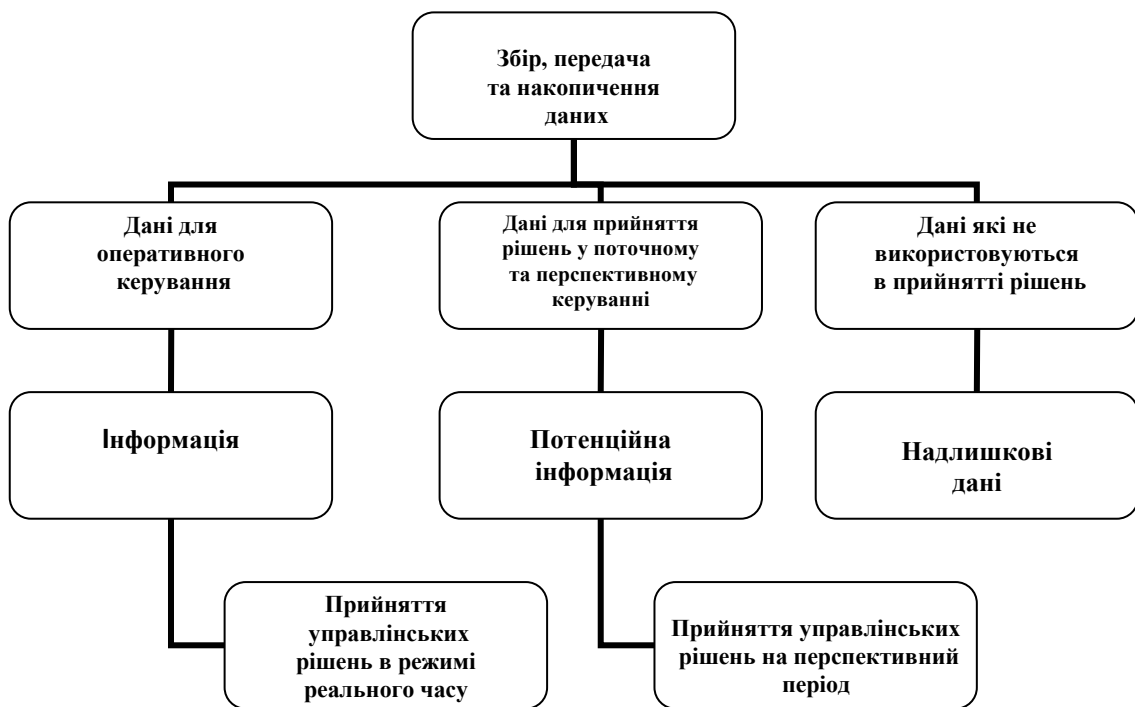 Збір, передача
та накопичення
даних
Дані для
оперативного
керування
Дані для прийняття
рішень у поточному
та перспективному
керуванні
Дані які не
використовуються
в прийнятті рішень
Інформація
Потенційна
інформація
Надлишкові
дані
Прийняття
управлінських
рішень в режимі
реального часу
Прийняття управлінських
рішень на перспективний
період